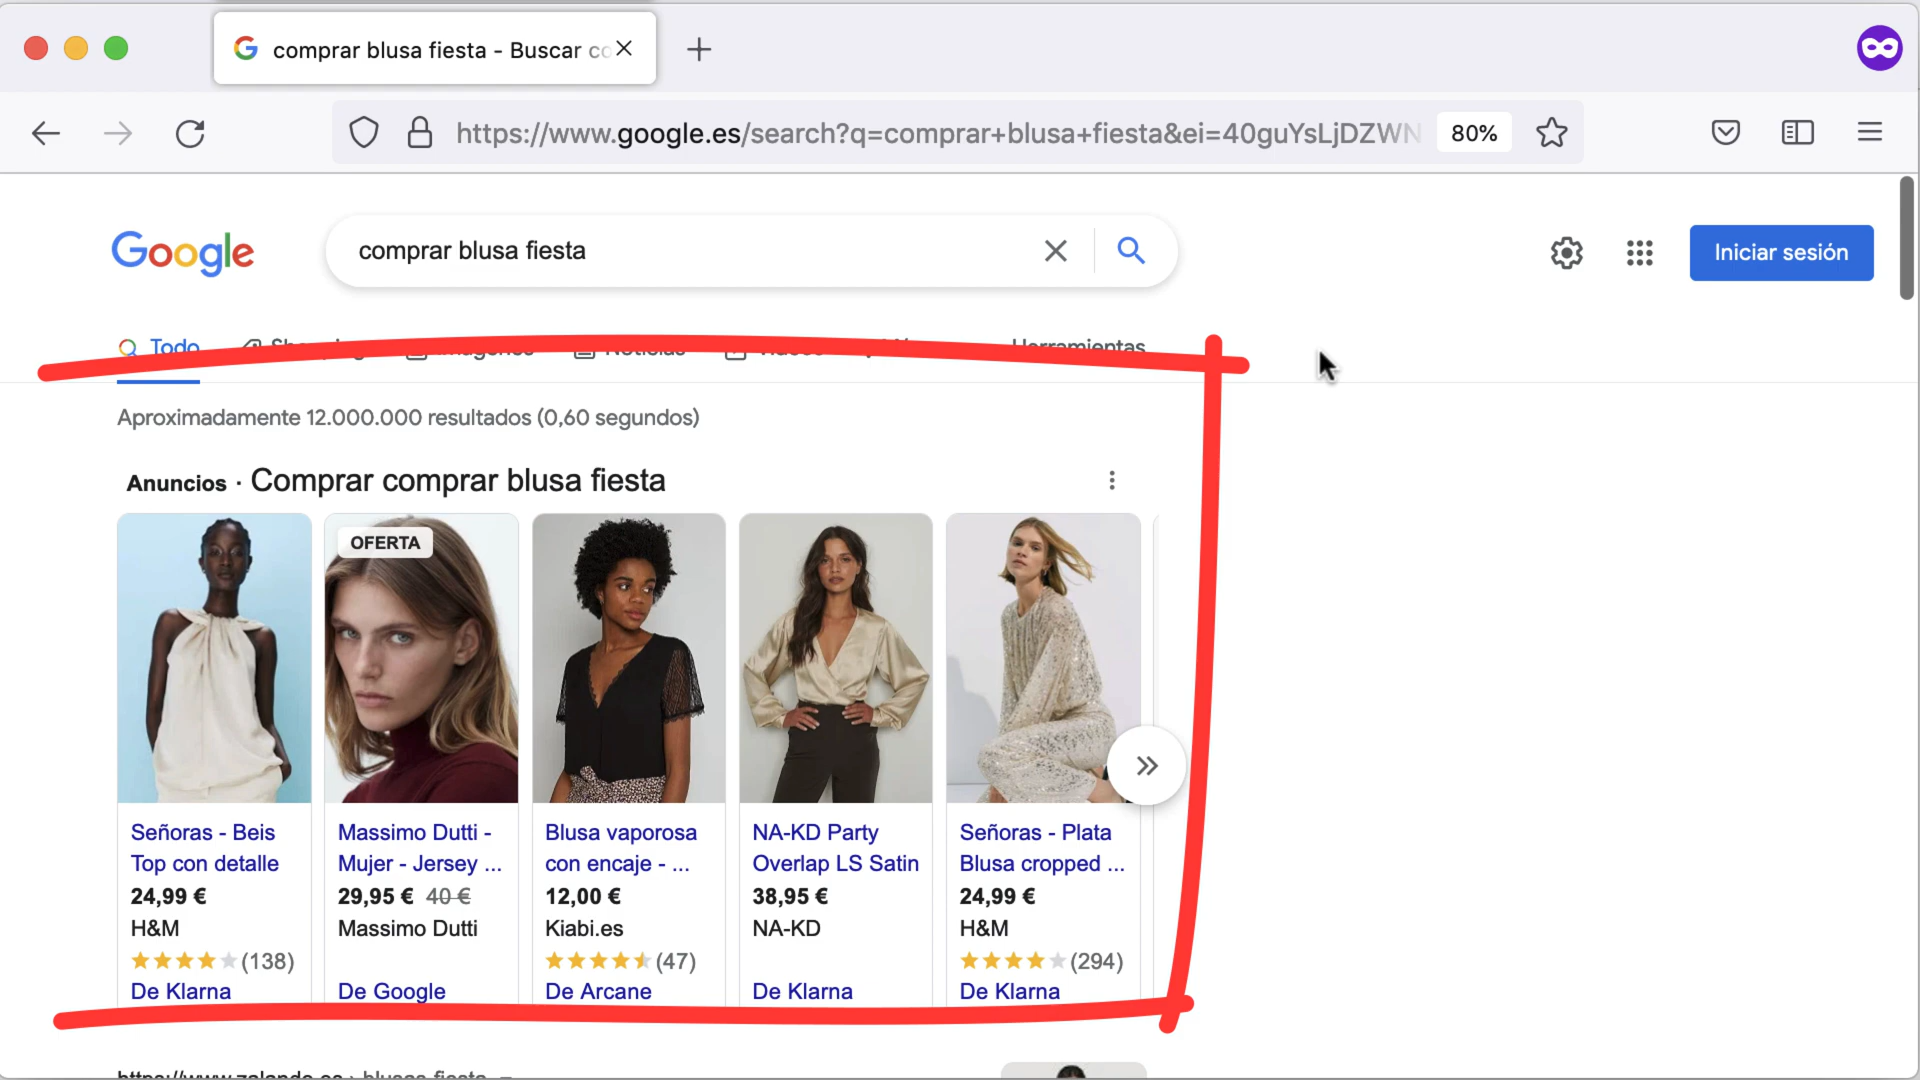 comprar blusa fiesta - Buscar co
https://www.google.es/search?q=comprar+blusa+fiesta&ei=40guYsLjDZWN
80%
Google
comprar blusa fiesta
Iniciar sesión
Todo
Herramientas
Aproximadamente 12.000.000 resultados (0,60 segundos)
Anuncios · Comprar comprar blusa fiesta
OFERTA
Señoras - Beis
Top con detalle
24,99 €
H&M
(138)
De Klarna
Massimo Dutti -
Mujer - Jersey ...
29,95 € 40 €
Massimo Dutti
De Google
Blusa vaporosa
con encaje - ...
12,00 €
Kiabi.es
(47)
De Arcane
NA-KD Party
Overlap LS Satin
38,95 €
NA-KD
De Klarna
Señoras - Plata
Blusa cropped ...
24,99 €
H&M
(294)
De Klarna
https://www.zalando.es › blusas-fiesta